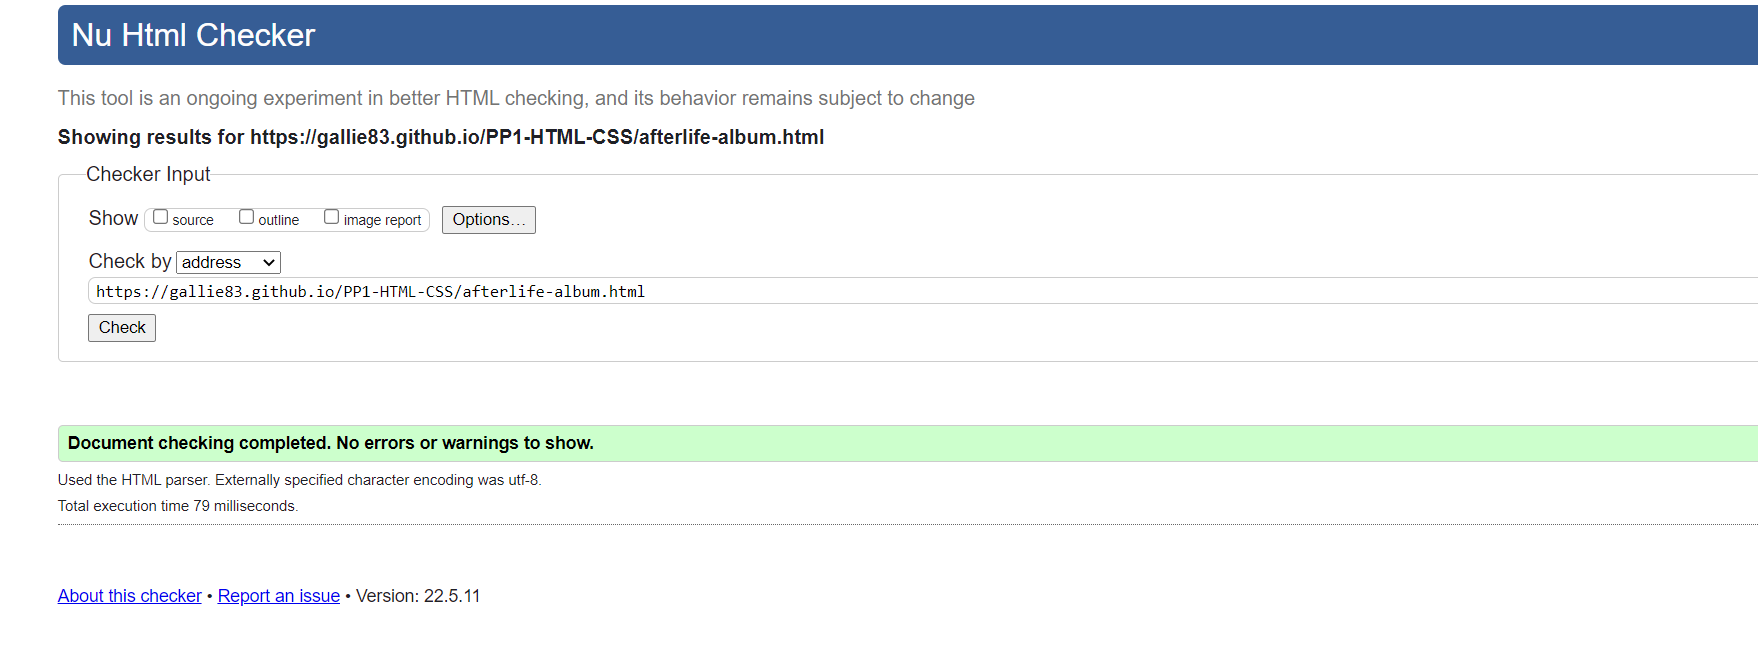 Nu Html Checker
This tool is an ongoing experiment in better HTML checking, and its behavior remains subject to change
Showing results for https://gallie83.github.io/PP1-HTML-CSS/afterlife-album.html
Checker Input
Show source outline image report Options...
Check by address
https://gallie83.github.io/PP1-HTML-CSS/afterlife-album.html
Check
Document checking completed. No errors or warnings to show.
Used the HTML parser. Externally specified character encoding was utf-8.
Total execution time 79 milliseconds.
About this checker • Report an issue • Version: 22.5.11